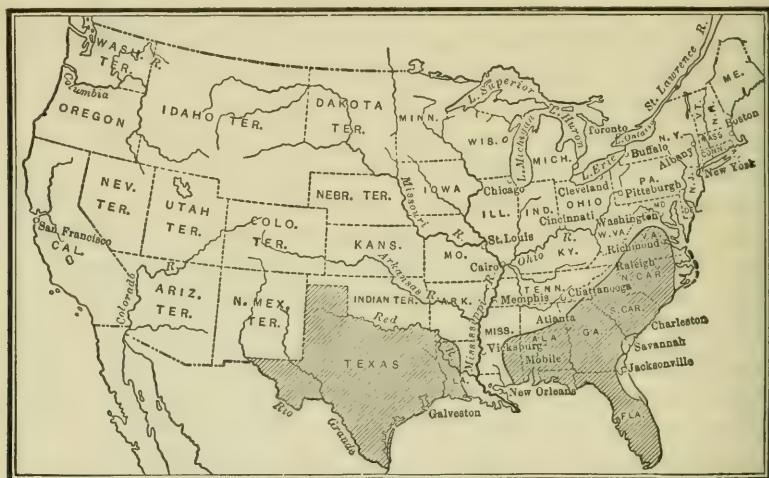 WASH.
TER.
R.
Columbia
OREGON
IDAHO TER.
DAKOTA
TER.
MINN.
L. Superior
WIS.
L. Michigan
MICH.
L. Huron
Toronto
L. Ontario
St. Lawrence R.
ME.
VT.
N.H.
Boston
MASS
CONN.
N.Y.
Albany
Buffalo
L. Erie
New York
NEV.
TER.
UTAH
TER.
COLO.
TER.
NEBR. TER.
IOWA
Missouri
R.
Chicago
ILL.
IND.
Cleveland
OHIO
Cincinnati
PA.
Pittsburgh
N.J.
MD.
DEL.
Washington
San Francisco
CAL.
Colorado
R.
KANS.
MO.
St. Louis
Cairo
Ohio
R.
KY.
W. VA.
VA.
Richmond
Raleigh
N. CAR.
ARIZ.
TER.
N. MEX.
TER.
INDIAN TER.
Arkansas R.
ARK.
Red
R.
Mississippi R.
TENN.
Memphis
Chattanooga
Atlanta
S. CAR.
Charleston
MISS.
ALA.
GA.
Vicksburg
Mobile
Savannah
Jacksonville
TEXAS
LA.
New Orleans
Galveston
Rio
Grande
FLA.